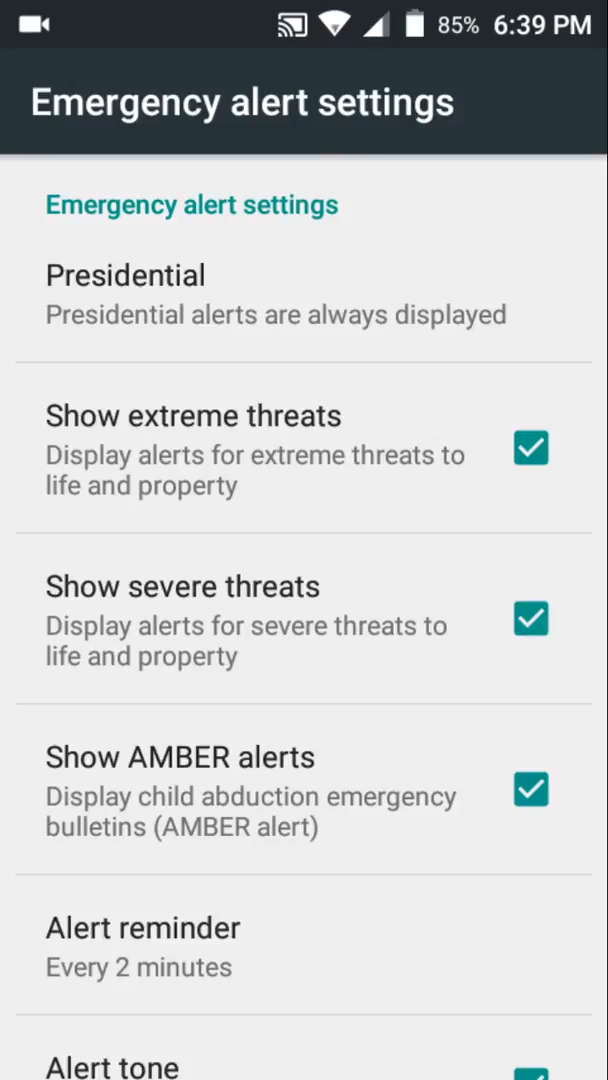 85% 6:39 PM
Emergency alert settings
Emergency alert settings
Presidential
Presidential alerts are always displayed
Show extreme threats
Display alerts for extreme threats to
life and property
Show severe threats
Display alerts for severe threats to
life and property
Show AMBER alerts
Display child abduction emergency
bulletins (AMBER alert)
Alert reminder
Every 2 minutes
Alert tone